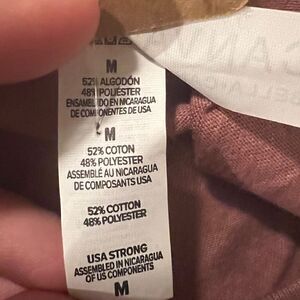 M
52% ALGODÓN
48% POLIÉSTER
ENSAMBLADO EN NICARAGUA
DE COMPONENTES DE USA
M
52% COTON
48% POLYESTER
ASSEMBLÉ AU NICARAGUA
DE COMPOSANTS USA
52% COTTON
48% POLYESTER
USA STRONG
ASSEMBLED IN NICARAGUA
OF US COMPONENTS
M